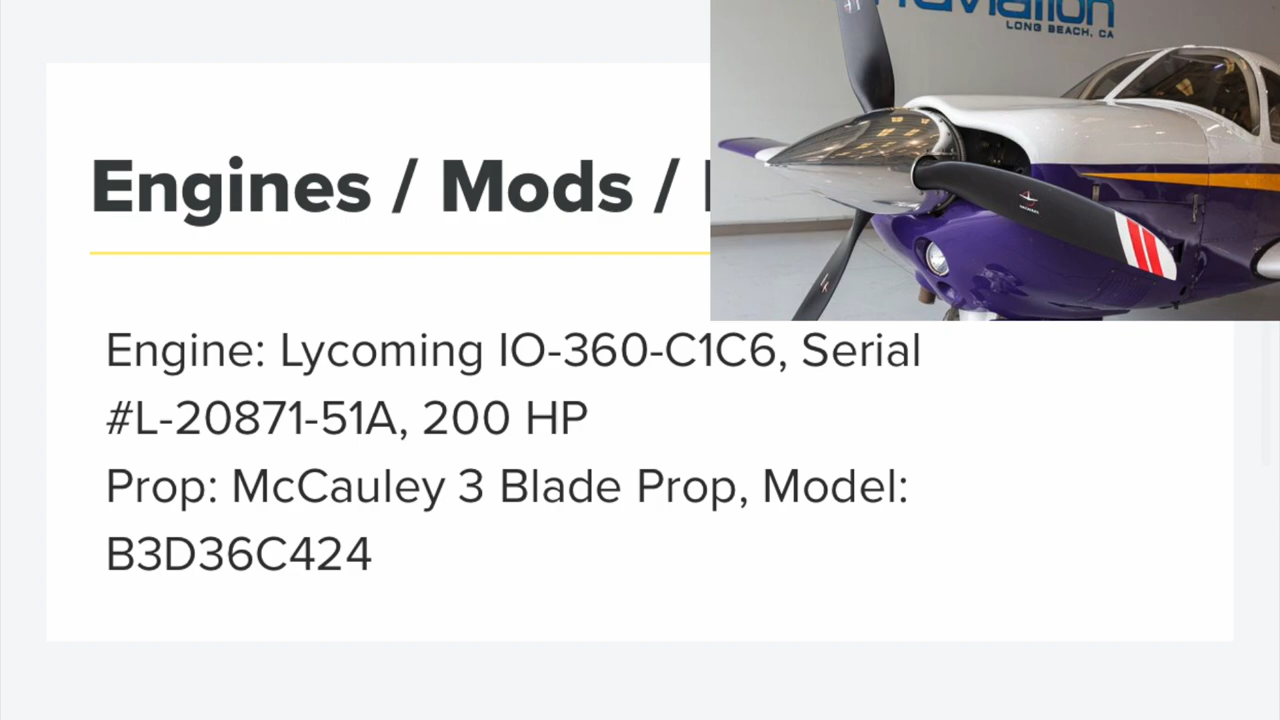 LONG BEACH, CA
Engines / Mods /
Engine: Lycoming IO-360-C1C6, Serial
#L-20871-51A, 200 HP
Prop: McCauley 3 Blade Prop, Model:
B3D36C424